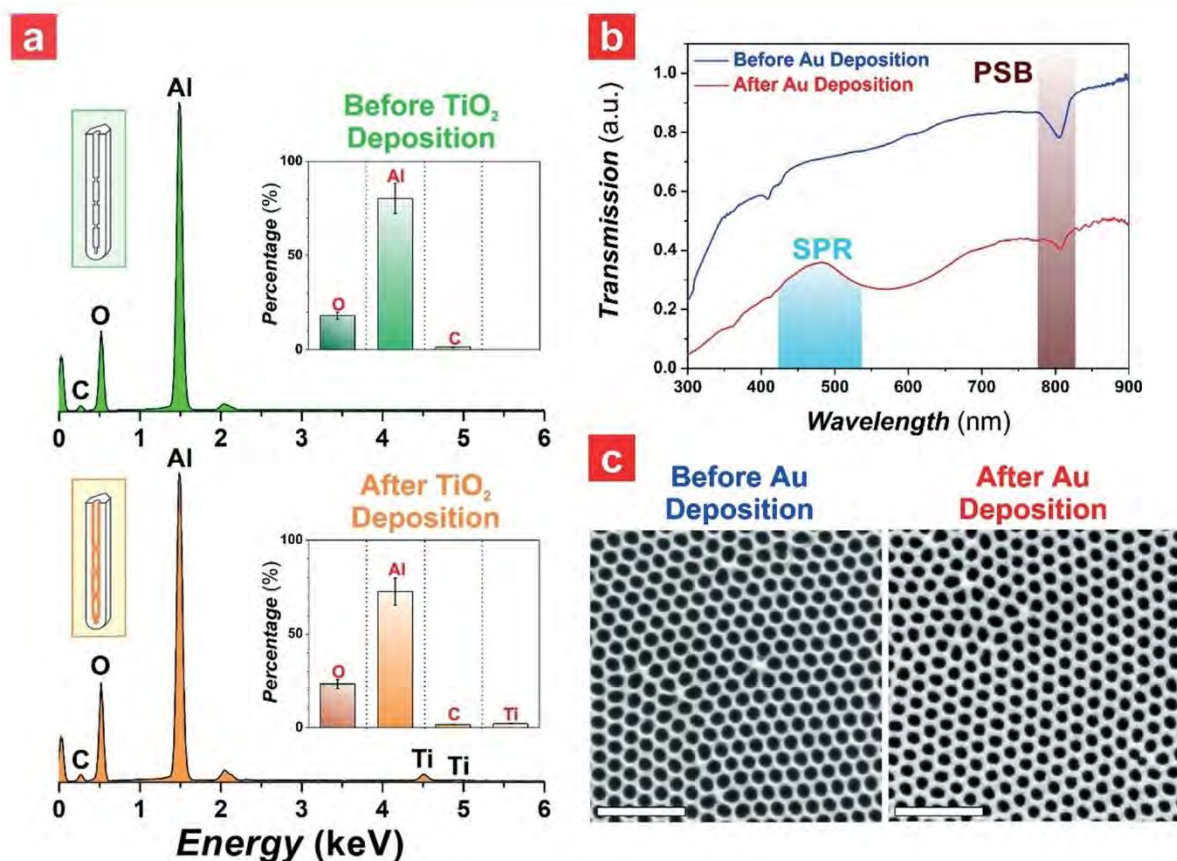 a
Before TiO₂
Deposition
Al
O
C
Percentage (%)
100
50
0
O
Al
C
0 1 2 3 4 5 6
After TiO₂
Deposition
Al
O
C
Ti
Ti
Percentage (%)
100
50
0
O
Al
C
Ti
0 1 2 3 4 5 6
Energy (keV)
b
Before Au Deposition
After Au Deposition
PSB
SPR
Transmission (a.u.)
1.0
0.8
0.6
0.4
0.2
0.0
300 400 500 600 700 800 900
Wavelength (nm)
c
Before Au
Deposition
After Au
Deposition